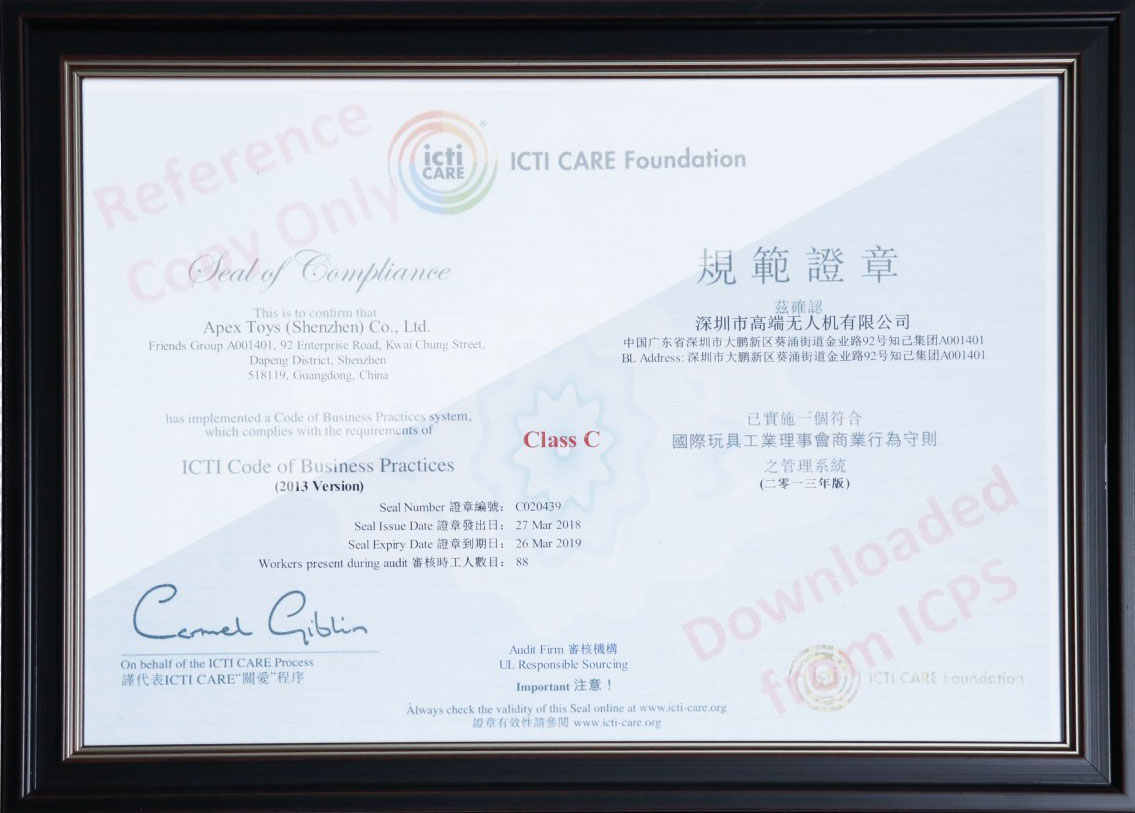 Reference
Copy Only
icti
CARE
ICTI CARE Foundation
Seal of Compliance
This is to confirm that
Apex Toys (Shenzhen) Co., Ltd.
Friends Group A001401, 92 Enterprise Road, Kwai Chung Street,
Dapeng District, Shenzhen
518119, Guangdong, China
has implemented a Code of Business Practices system,
which complies with the requirements of
ICTI Code of Business Practices
(2013 Version)
規範證章
茲確認
深圳市高端无人机有限公司
中国广东省深圳市大鹏新区葵涌街道金业路92号知己集团A001401
BL Address: 深圳市大鹏新区葵涌街道金业路92号知己集团A001401
已實施一個符合
國際玩具工業理事會商業行為守則
之管理系統
(二零一三年版)
Class C
Seal Number 證章編號: C020439
Seal Issue Date 證章發出日: 27 Mar 2018
Seal Expiry Date 證章到期日: 26 Mar 2019
Workers present during audit 審核時工人數目: 88
Carmel Giblin
On behalf of the ICTI CARE Process
謹代表ICTI CARE"關愛"程序
Audit Firm 審核機構
UL Responsible Sourcing
Important 注意！
Always check the validity of this Seal online at www.icti-care.org
證章有效性請參閱 www.icti-care.org
Downloaded
from ICPS
ICTI CARE Foundation